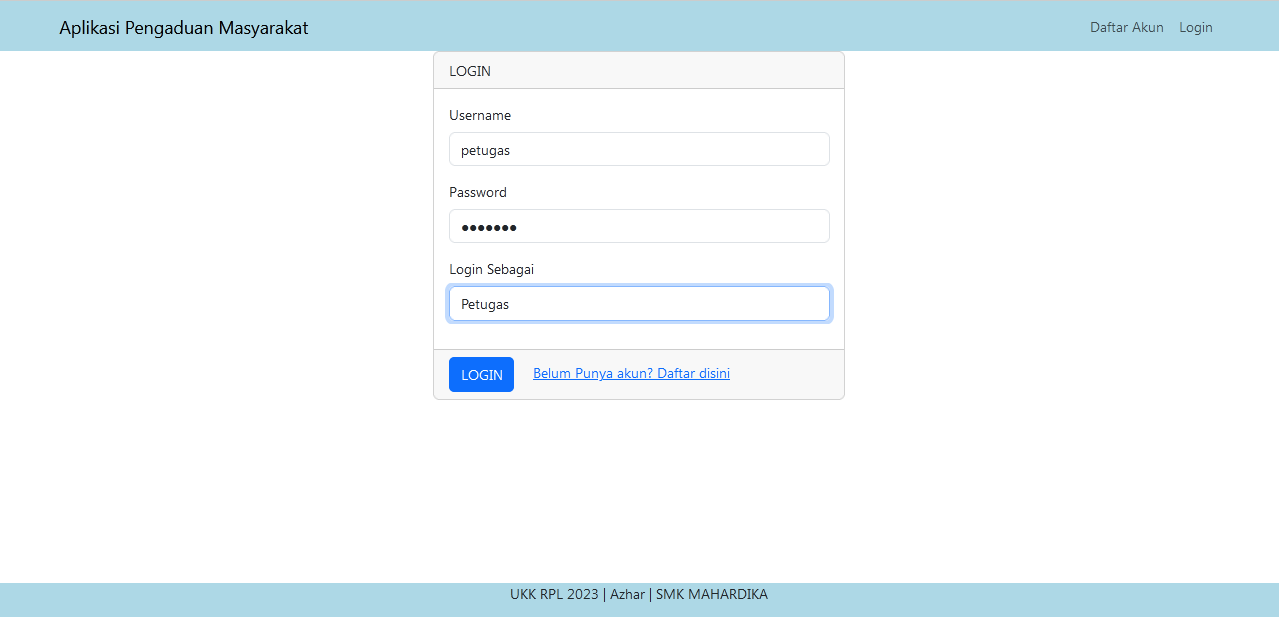 Aplikasi Pengaduan Masyarakat Daftar Akun Login
LOGIN
Username
petugas
Password
•••••••
Login Sebagai
Petugas
LOGIN Belum Punya akun? Daftar disini
UKK RPL 2023 | Azhar | SMK MAHARDIKA